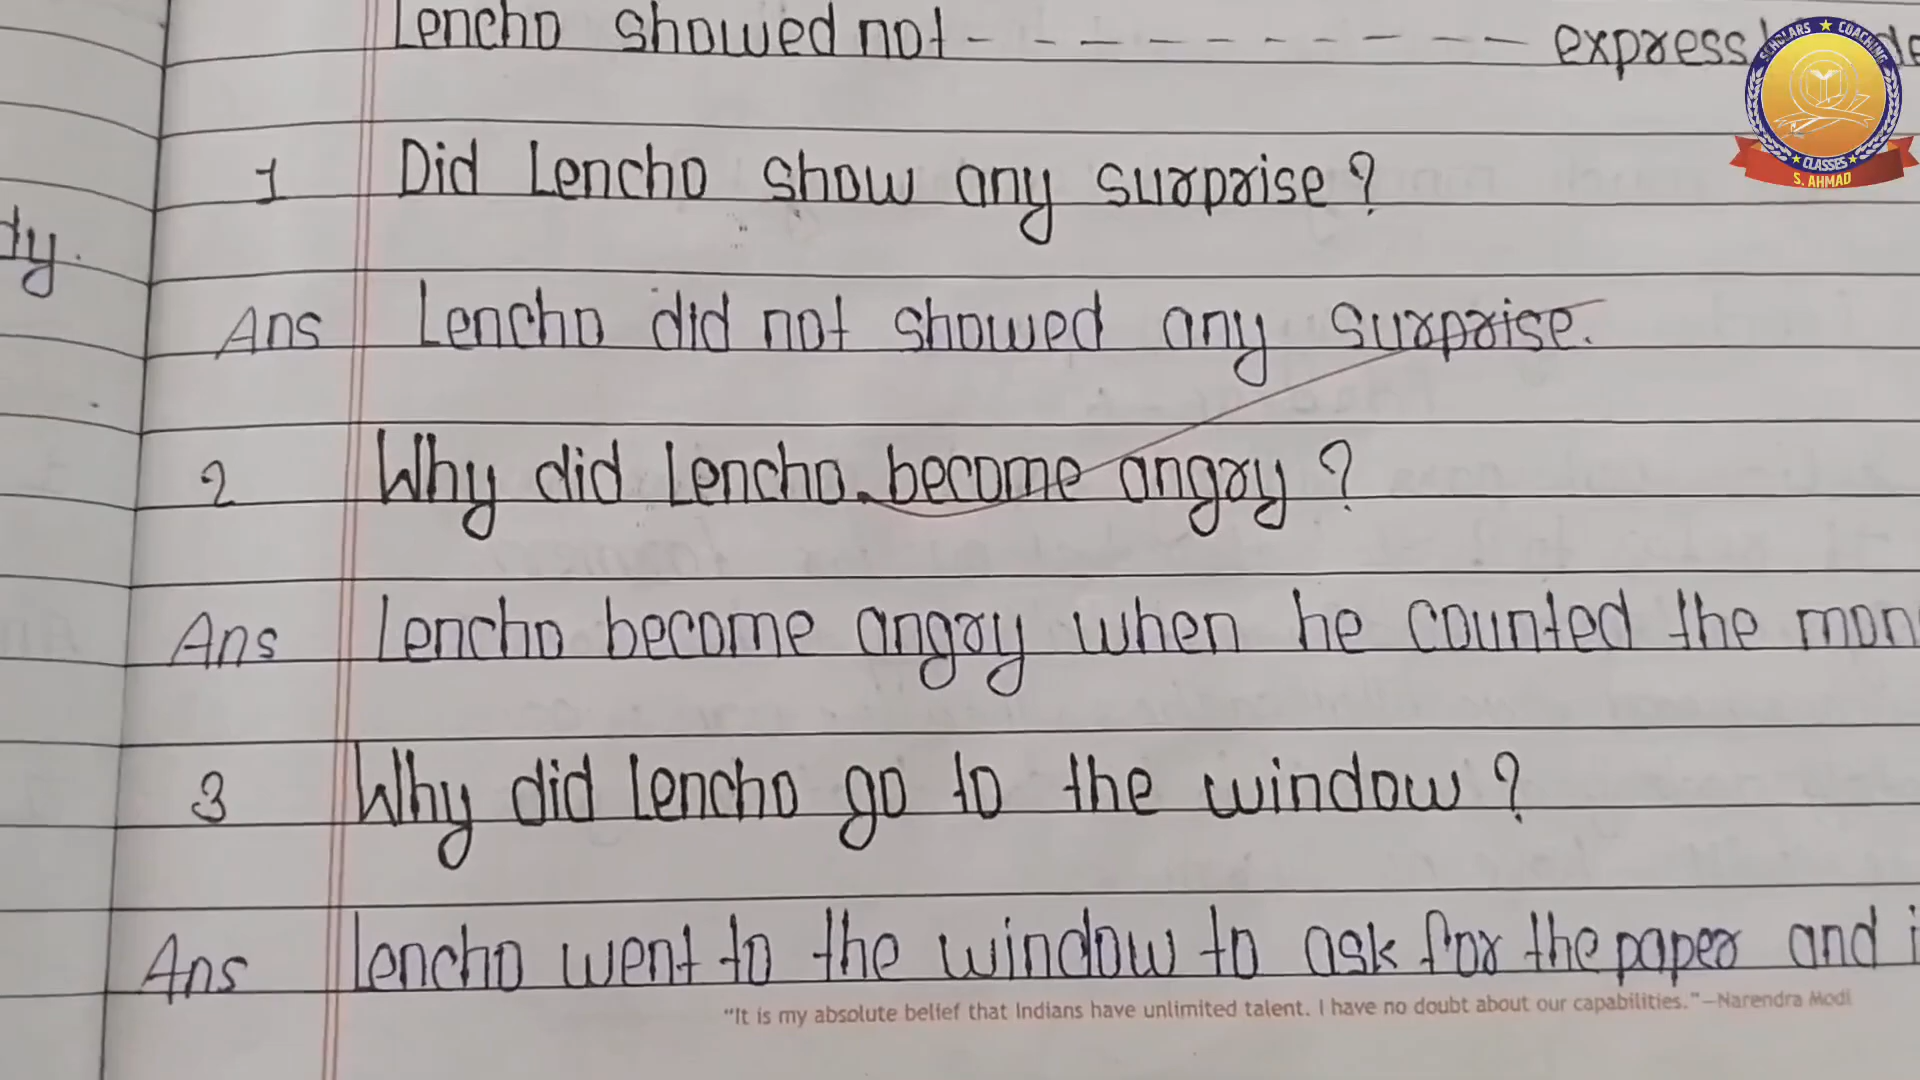 Lencho showed not - - - - - - - - - - - express
SCHOLARS ★ COACHING
★ CLASSES ★
S. AHMAD
1 Did Lencho show any surprise?
dy.
Ans Lencho did not showed any surprise.
2 Why did Lencho become angry?
Ans Lencho become angry when he counted the mon
3 Why did Lencho go to the window?
Ans Lencho went to the window to ask for the paper and i
"It is my absolute belief that Indians have unlimited talent. I have no doubt about our capabilities."—Narendra Modi